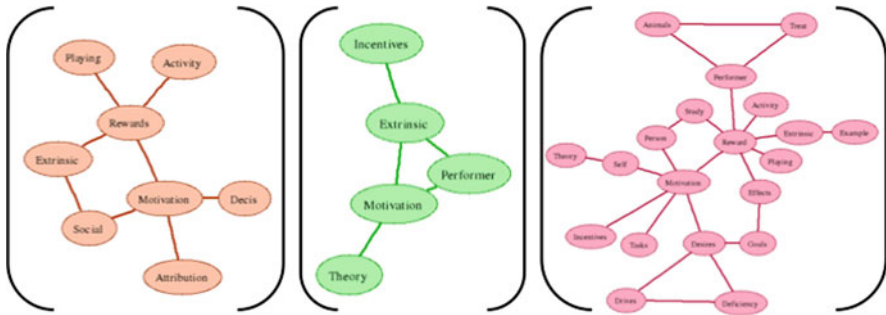 Playing
Activity
Rewards
Extrinsic
Motivation
Decis
Social
Attribution
Incentives
Extrinsic
Performer
Motivation
Theory
Animals
Treat
Performer
Activity
Study
Person
Reward
Extrinsic
Example
Theory
Self
Playing
Motivation
Effects
Incentives
Tasks
Desires
Goals
Drives
Deficiency